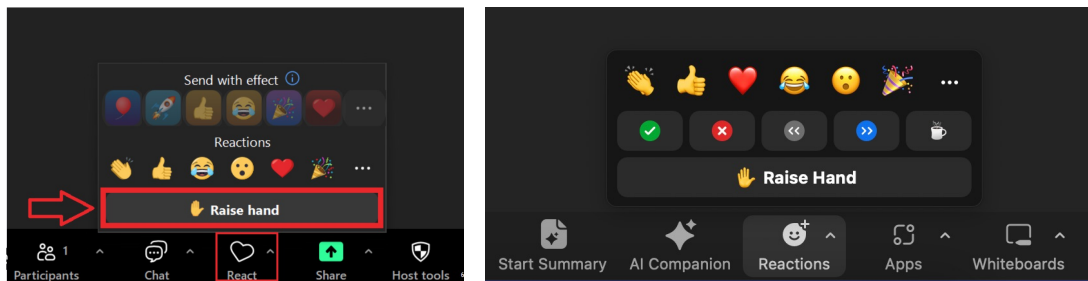 Send with effect
Reactions
Raise hand
1
Participants
Chat
React
Share
Host tools
Raise Hand
Start Summary
AI Companion
Reactions
Apps
Whiteboards